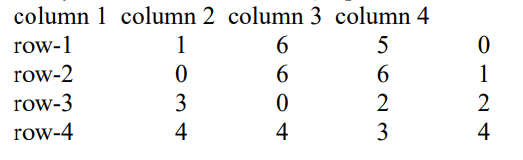 column 1 column 2 column 3 column 4
row-1 1 6 5 0
row-2 0 6 6 1
row-3 3 0 2 2
row-4 4 4 3 4